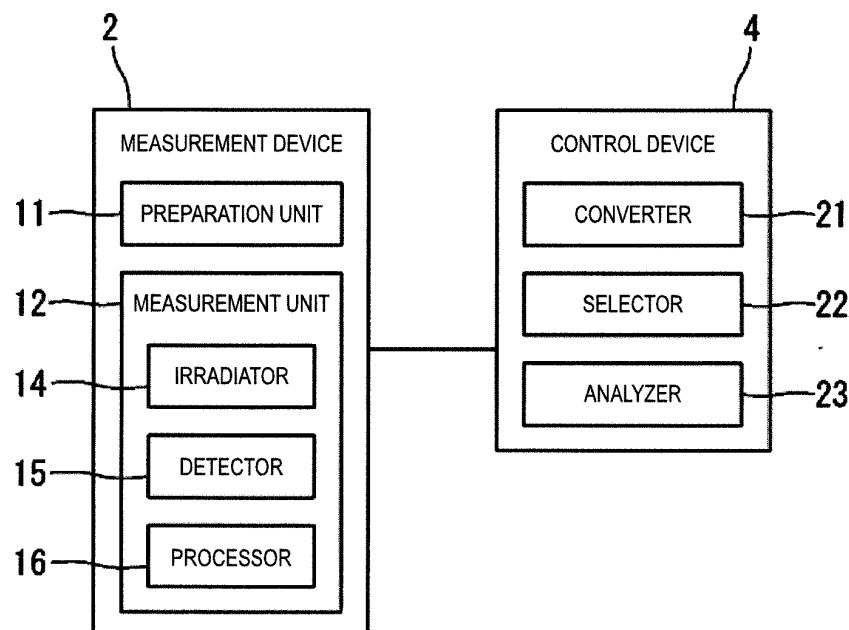 2
4
MEASUREMENT DEVICE
CONTROL DEVICE
11
PREPARATION UNIT
CONVERTER
21
12
MEASUREMENT UNIT
SELECTOR
22
14
IRRADIATOR
ANALYZER
23
15
DETECTOR
16
PROCESSOR